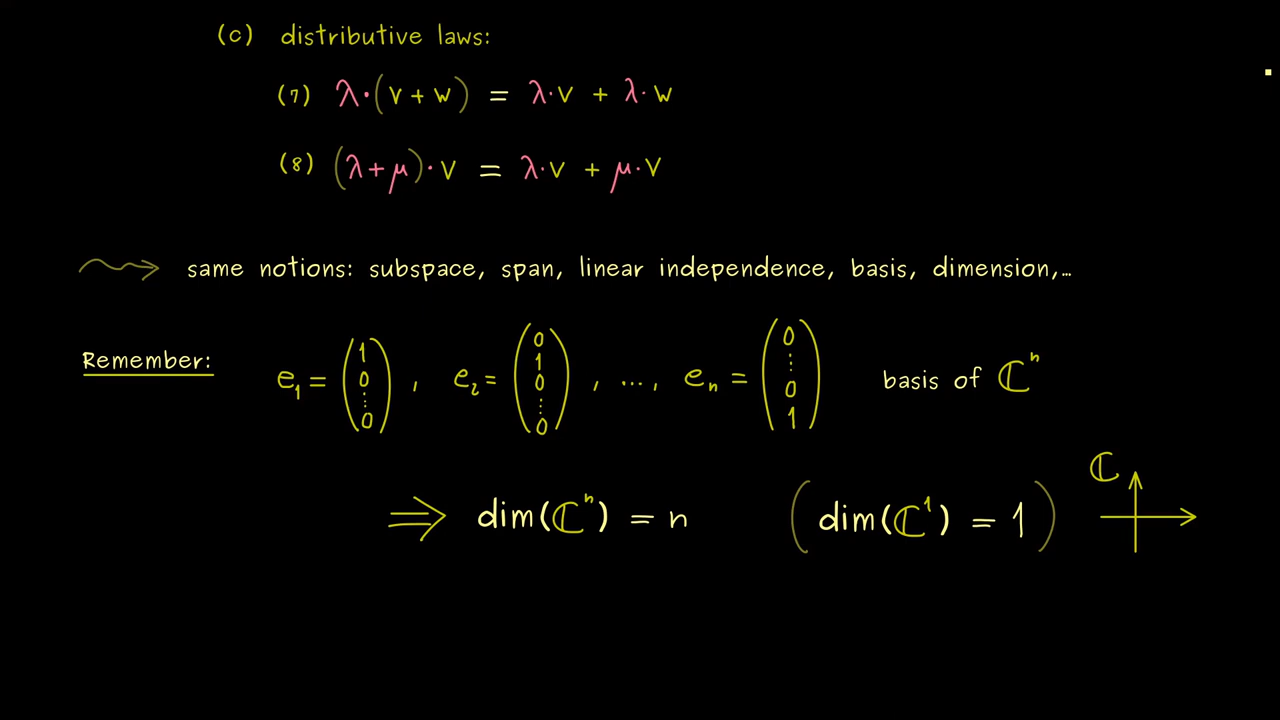 (c) distributive laws:
(7) λ·(v + w) = λ·v + λ·w
(8) (λ+μ)·v = λ·v + μ·v
same notions: subspace, span, linear independence, basis, dimension,...
Remember: e₁ = (1 0 ⋮ 0), e₂ = (0 1 0 ⋮ 0), ..., eₙ = (0 ⋮ 0 1) basis of ℂⁿ
⇒ dim(ℂⁿ) = n (dim(ℂ¹) = 1) ℂ